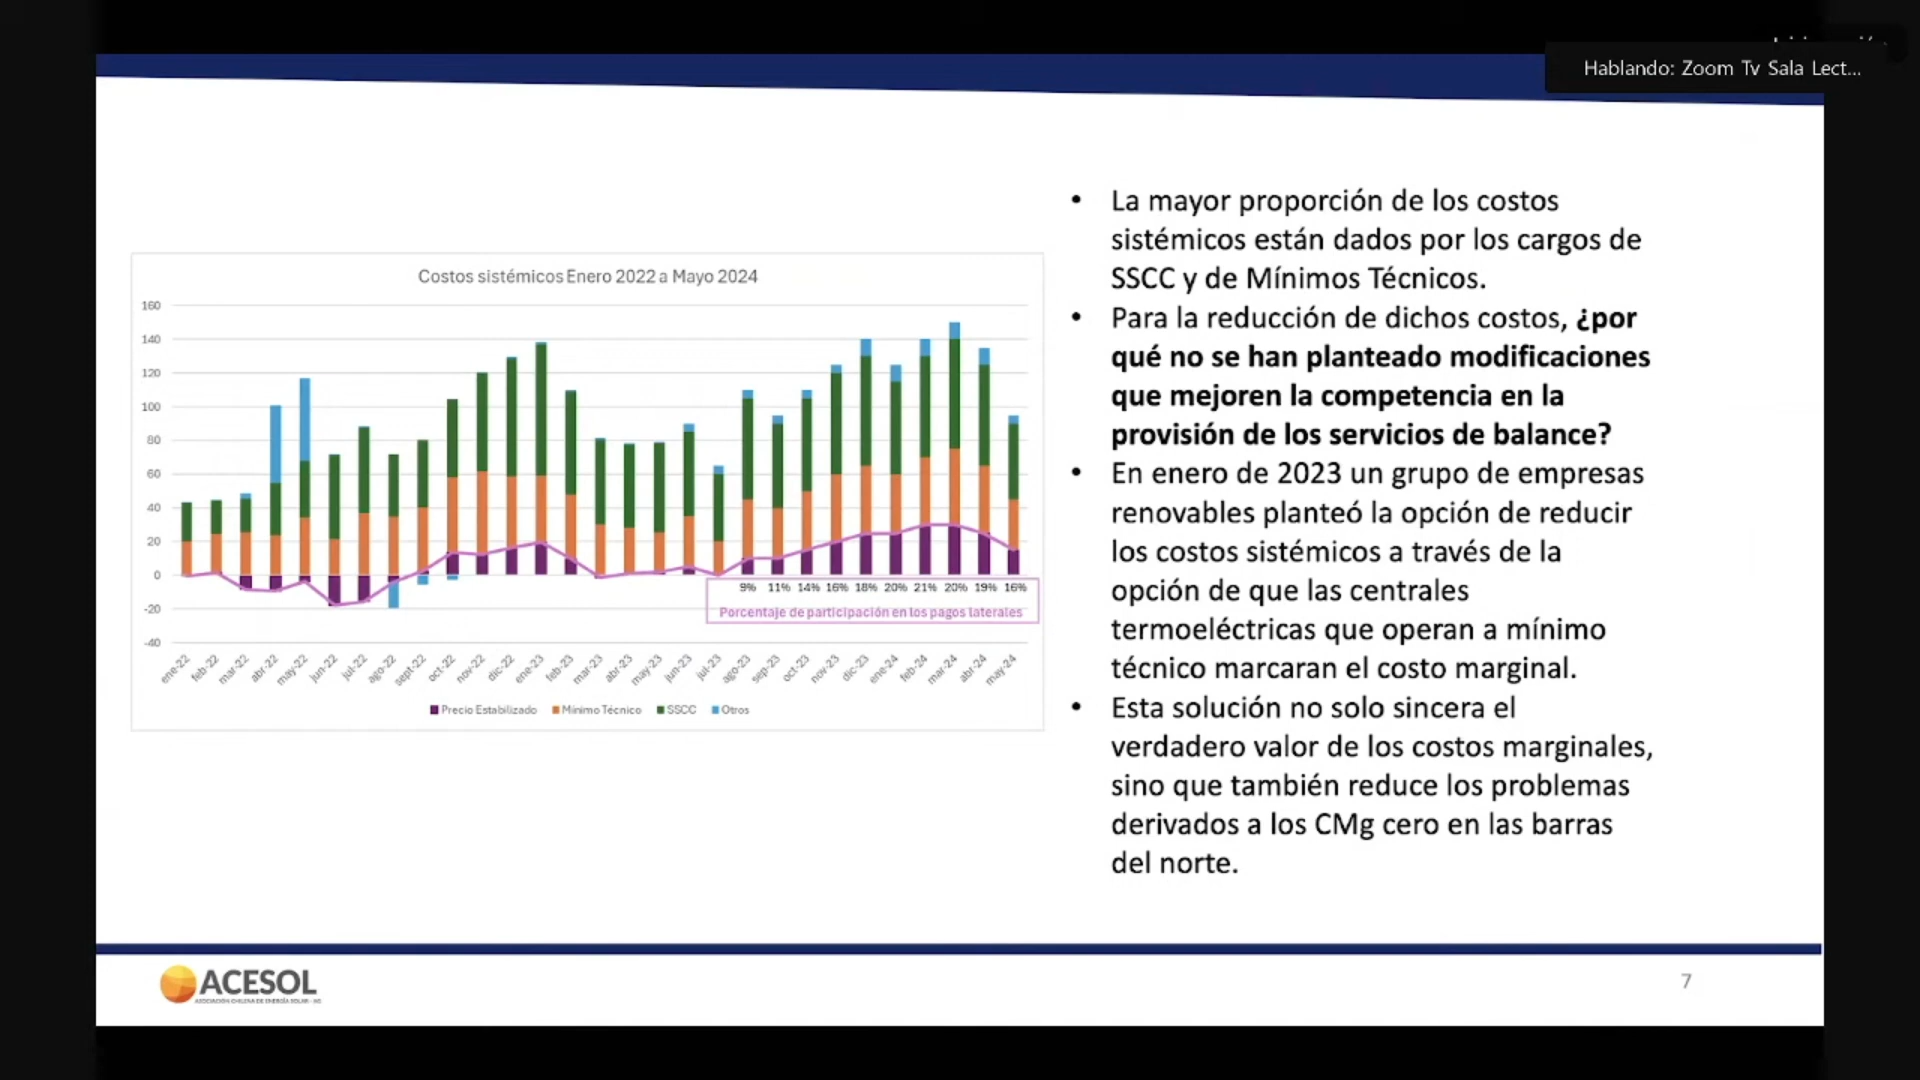 Hablando: Zoom Tv Sala Lect...
Costos sistémicos Enero 2022 a Mayo 2024
160
140
120
100
80
60
40
20
0
-20
-40
9% 11% 14% 16% 18% 20% 21% 20% 19% 16%
Porcentaje de participación en los pagos laterales
ene-22 feb-22 mar-22 abr-22 may-22 jun-22 jul-22 ago-22 sept-22 oct-22 nov-22 dic-22 ene-23 feb-23 mar-23 abr-23 may-23 jun-23 jul-23 ago-23 sep-23 oct-23 nov-23 dic-23 ene-24 feb-24 mar-24 abr-24 may-24
Precio Estabilizado Mínimo Técnico SSCC Otros
• La mayor proporción de los costos
sistémicos están dados por los cargos de
SSCC y de Mínimos Técnicos.
• Para la reducción de dichos costos, ¿por
qué no se han planteado modificaciones
que mejoren la competencia en la
provisión de los servicios de balance?
• En enero de 2023 un grupo de empresas
renovables planteó la opción de reducir
los costos sistémicos a través de la
opción de que las centrales
termoeléctricas que operan a mínimo
técnico marcaran el costo marginal.
• Esta solución no solo sincera el
verdadero valor de los costos marginales,
sino que también reduce los problemas
derivados a los CMg cero en las barras
del norte.
ACESOL
ASOCIACIÓN CHILENA DE ENERGÍA SOLAR - AG
7